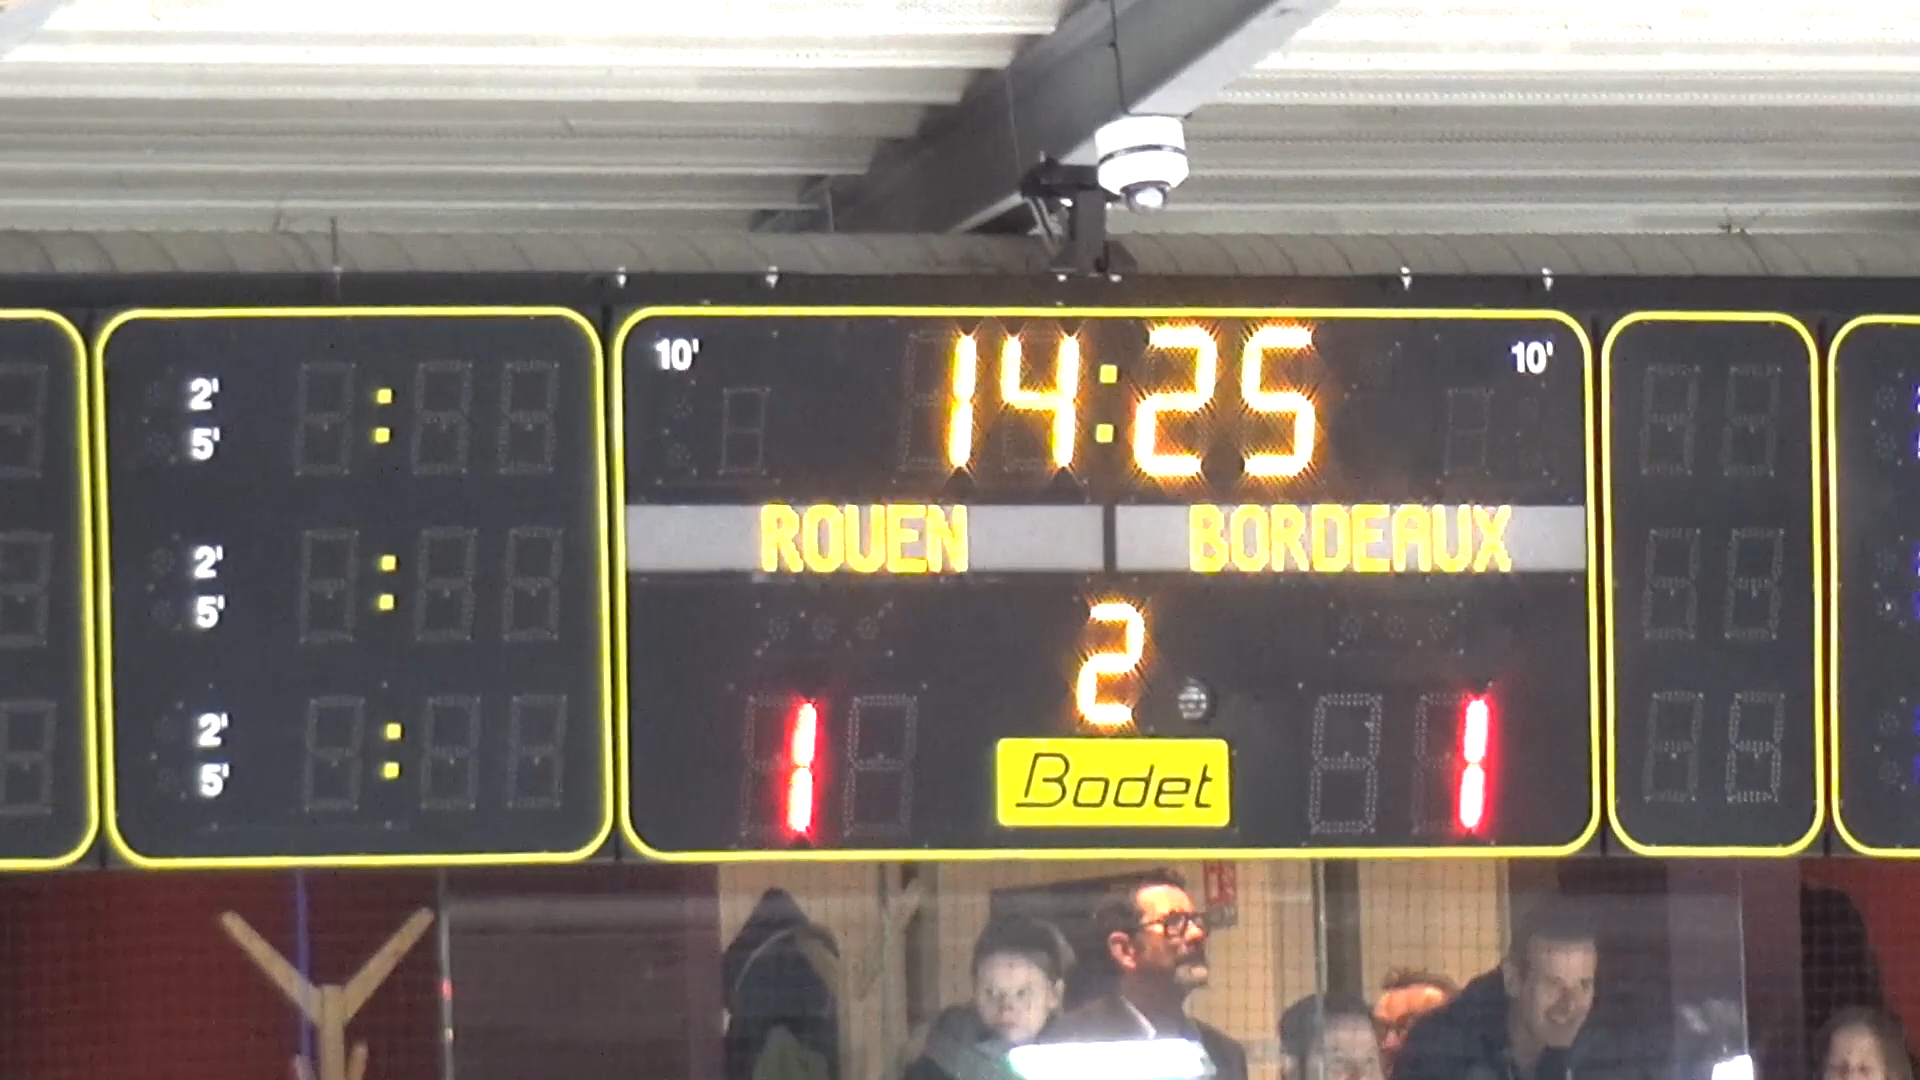 10' 14:25 10'
2' :
5'
ROUEN BORDEAUX
2' :
5'
2
1 1
2' :
5'
Bodet